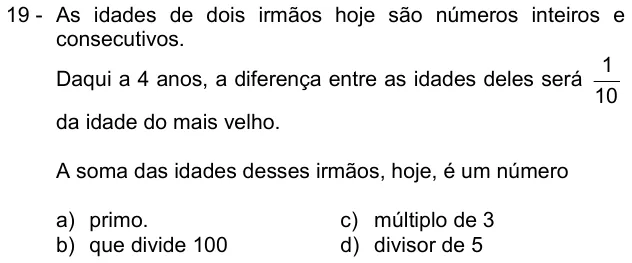 19 - As idades de dois irmãos hoje são números inteiros e
consecutivos.
Daqui a 4 anos, a diferença entre as idades deles será 1/10
da idade do mais velho.
A soma das idades desses irmãos, hoje, é um número
a) primo. c) múltiplo de 3
b) que divide 100 d) divisor de 5